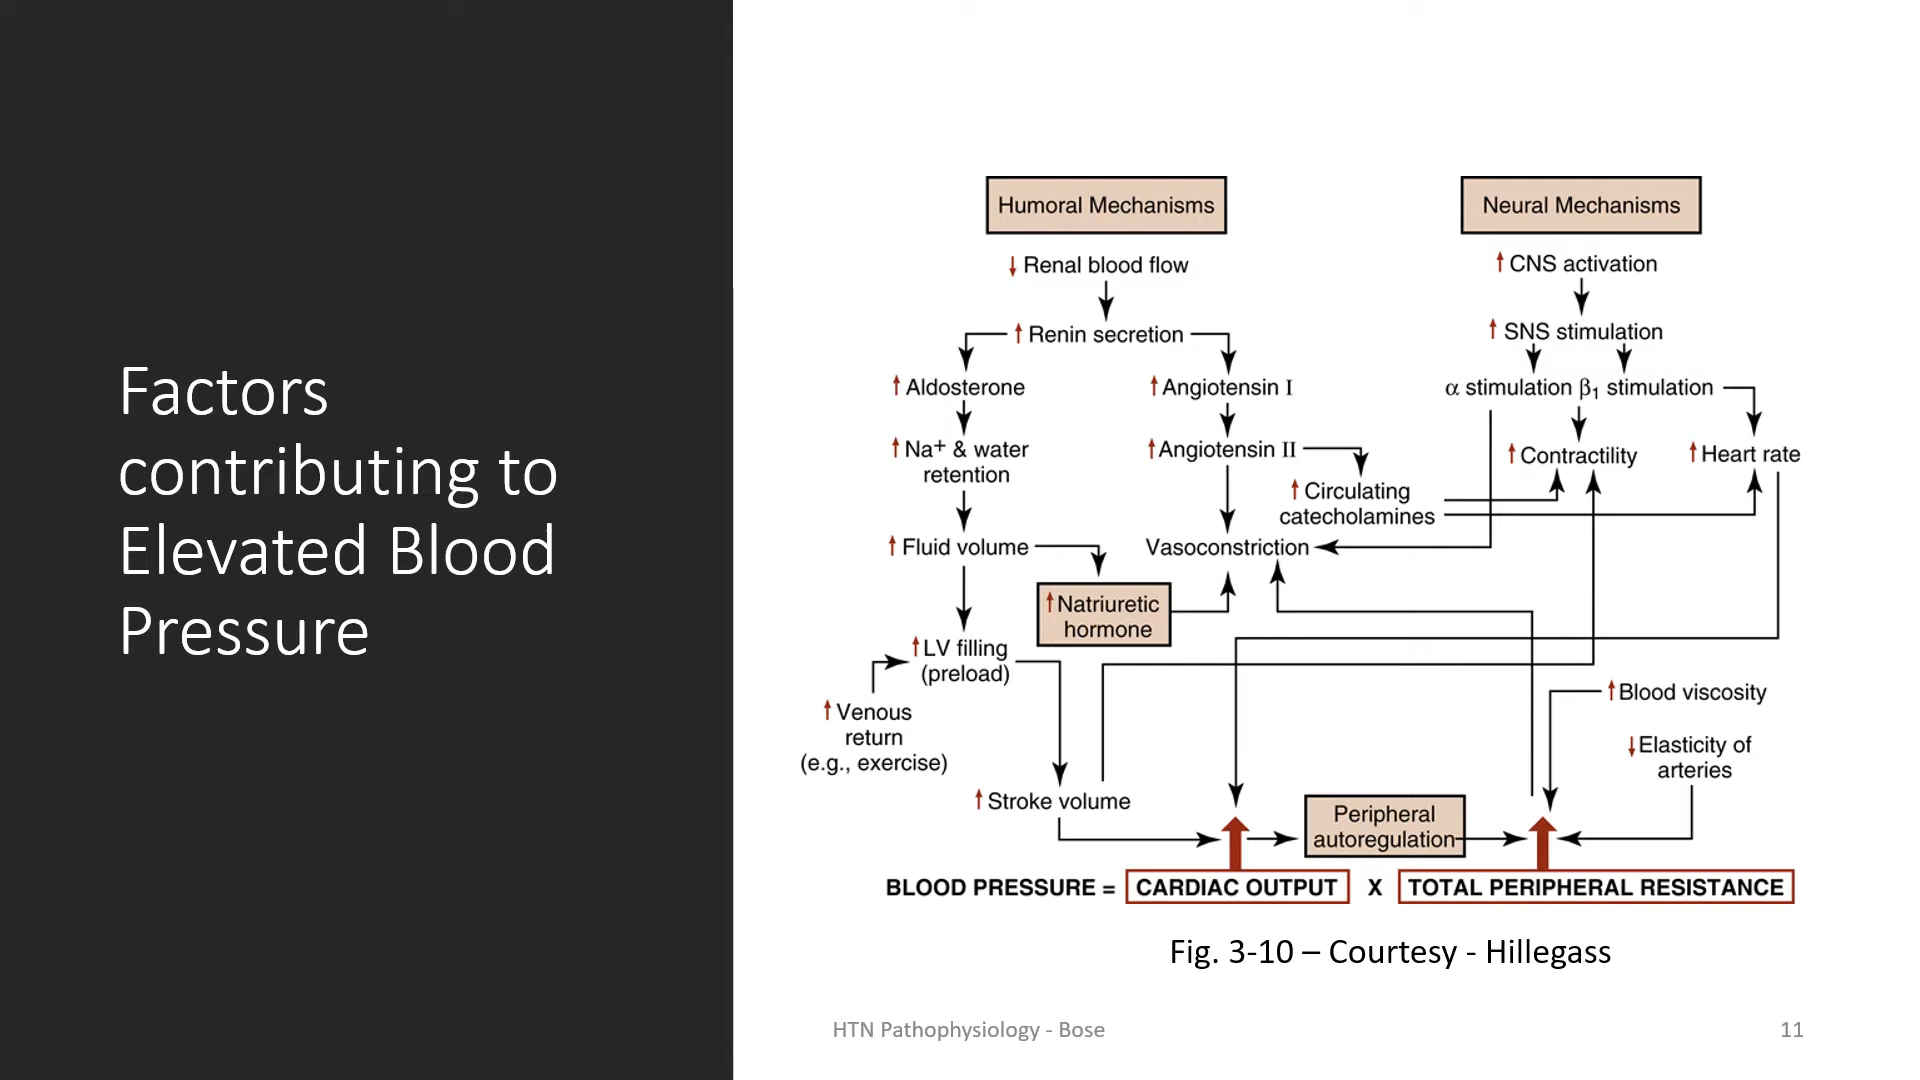 Factors
contributing to
Elevated Blood
Pressure
Humoral Mechanisms
↓ Renal blood flow
↑ Renin secretion
↑ Aldosterone
↑ Na⁺ & water
retention
↑ Fluid volume
↑ Natriuretic
hormone
↑ LV filling
(preload)
↑ Venous
return
(e.g., exercise)
↑ Stroke volume
↑ Angiotensin I
↑ Angiotensin II
↑ Circulating
catecholamines
Vasoconstriction
Neural Mechanisms
↑ CNS activation
↑ SNS stimulation
α stimulation β₁ stimulation
↑ Contractility
↑ Heart rate
↑ Blood viscosity
↓ Elasticity of
arteries
Peripheral
autoregulation
BLOOD PRESSURE = CARDIAC OUTPUT X TOTAL PERIPHERAL RESISTANCE
Fig. 3-10 – Courtesy - Hillegass
HTN Pathophysiology - Bose
11